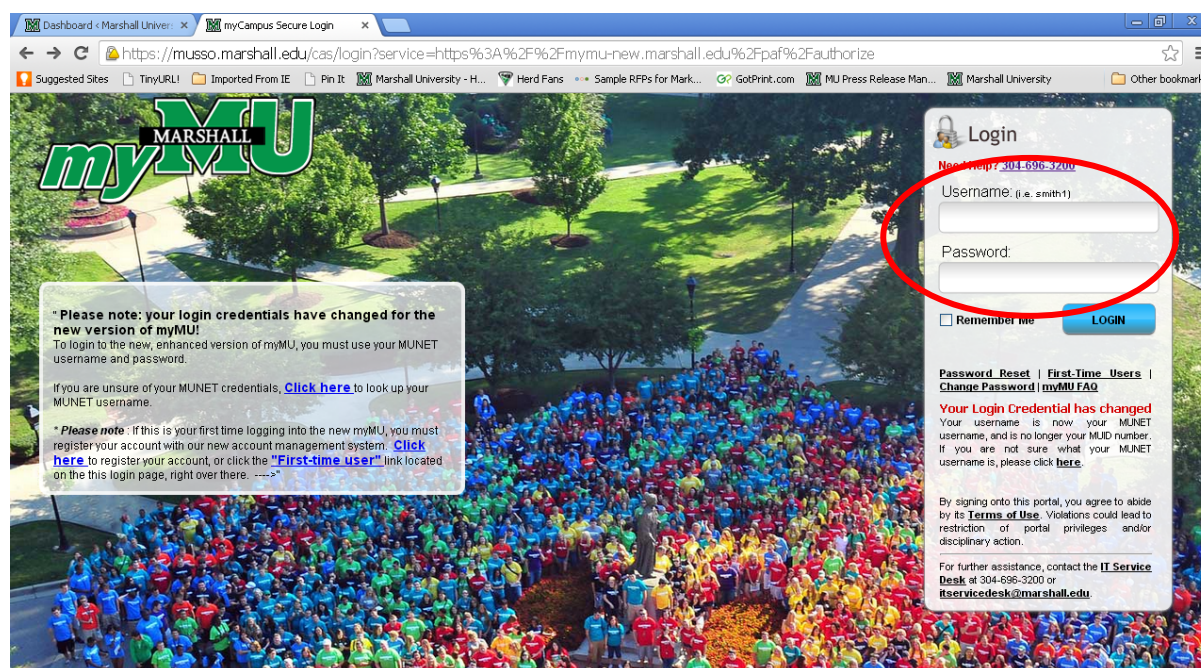 Dashboard ‹ Marshall Univers
myCampus Secure Login
https://musso.marshall.edu/cas/login?service=https%3A%2F%2Fmymu-new.marshall.edu%2Fpaf%2Fauthorize
Suggested Sites TinyURL! Imported From IE Pin It Marshall University - H... Herd Fans Sample RFPs for Mark... GotPrint.com MU Press Release Man... Marshall University Other bookmark
myMU
MARSHALL
" Please note: your login credentials have changed for the
new version of myMU!
To login to the new, enhanced version of myMU, you must use your MUNET
username and password.
If you are unsure of your MUNET credentials, Click here to look up your
MUNET username.
* Please note : If this is your first time logging into the new myMU, you must
register your account with our new account management system. Click
here to register your account, or click the "First-time user" link located
on the this login page, right over there. ---->"
Login
Need Help? 304-696-3200
Username: (i.e. smith1)
Password:
Remember Me LOGIN
Password Reset | First-Time Users |
Change Password | myMU FAQ
Your Login Credential has changed
Your username is now your MUNET
username, and is no longer your MUID number.
If you are not sure what your MUNET
username is, please click here.
By signing onto this portal, you agree to abide
by its Terms of Use. Violations could lead to
restriction of portal privileges and/or
disciplinary action.
For further assistance, contact the IT Service
Desk at 304-696-3200 or
itservicedesk@marshall.edu.